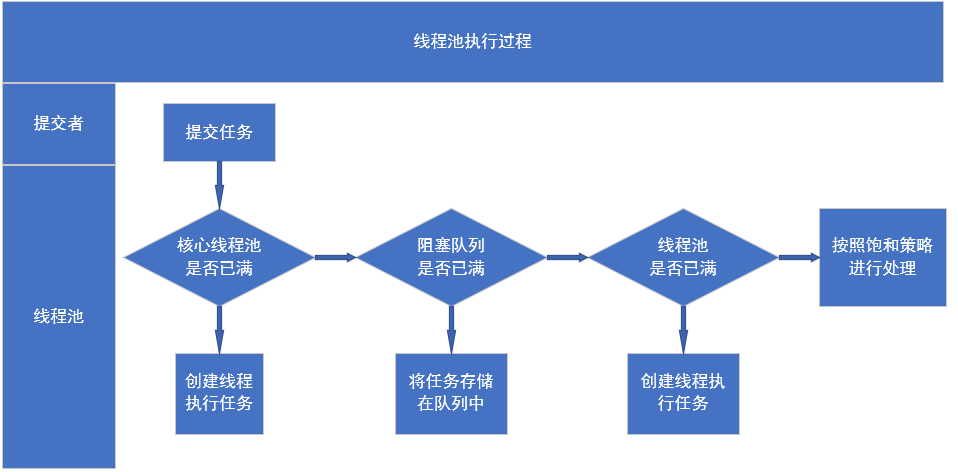 线程池执行过程
提交者
提交任务
线程池
核心线程池
是否已满
阻塞队列
是否已满
线程池
是否已满
按照饱和策略
进行处理
创建线程
执行任务
将任务存储
在队列中
创建线程执
行任务